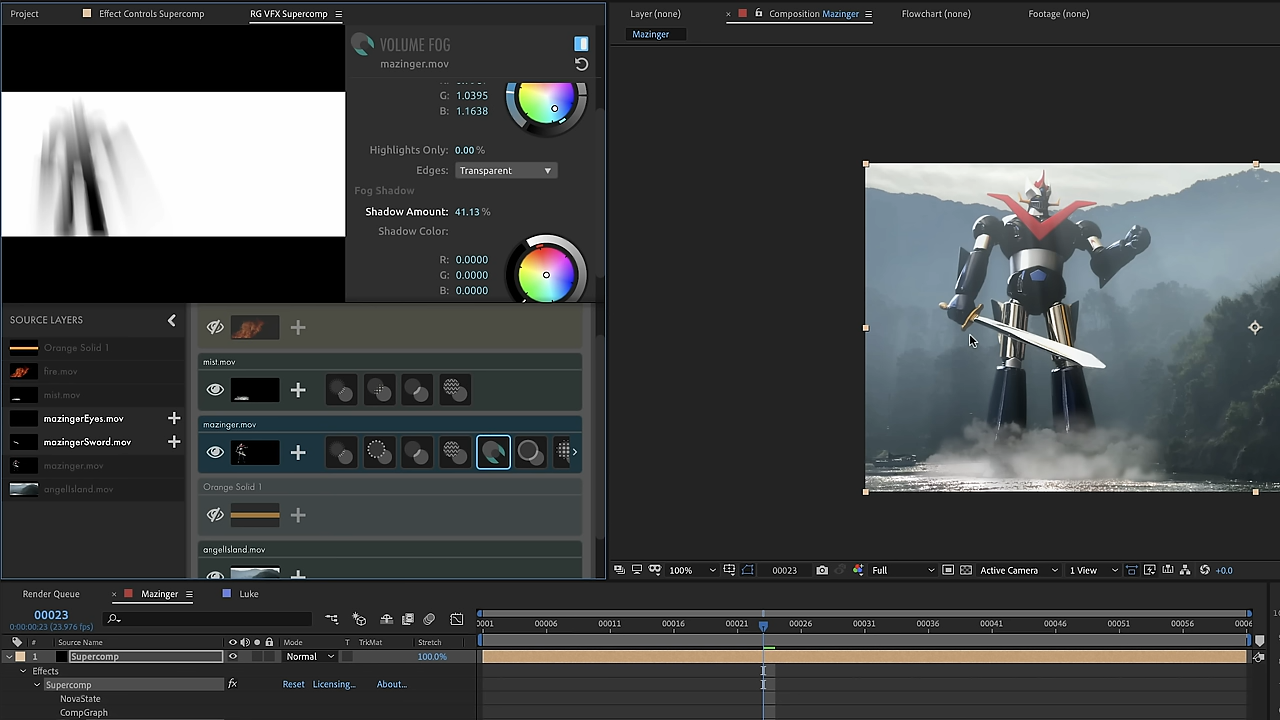 Project
Effect Controls Supercomp
RG VFX Supercomp
Layer (none)
Composition Mazinger
Flowchart (none)
Footage (none)
Mazinger
VOLUME FOG
mazinger.mov
G: 1.0395
B: 1.1638
Highlights Only: 0.00 %
Edges: Transparent
Fog Shadow
Shadow Amount: 41.13 %
Shadow Color:
R: 0.0000
G: 0.0000
B: 0.0000
SOURCE LAYERS
Orange Solid 1
fire.mov
mist.mov
mazingerEyes.mov
mazingerSword.mov
mazinger.mov
angelIsland.mov
mist.mov
mazinger.mov
Orange Solid 1
angelIsland.mov
100%
00023
Full
Active Camera
1 View
+0.0
Render Queue
Mazinger
Luke
00023
0:00:00:23 (23.976 fps)
# Source Name
Mode
T TrkMat
Stretch
0001 00006 00011 00016 00021 00026 00031 00036 00041 00046 00051 00056 0006
1 Supercomp
Normal
100.0%
Effects
Supercomp
fx
Reset Licensing... About...
NovaState
CompGraph